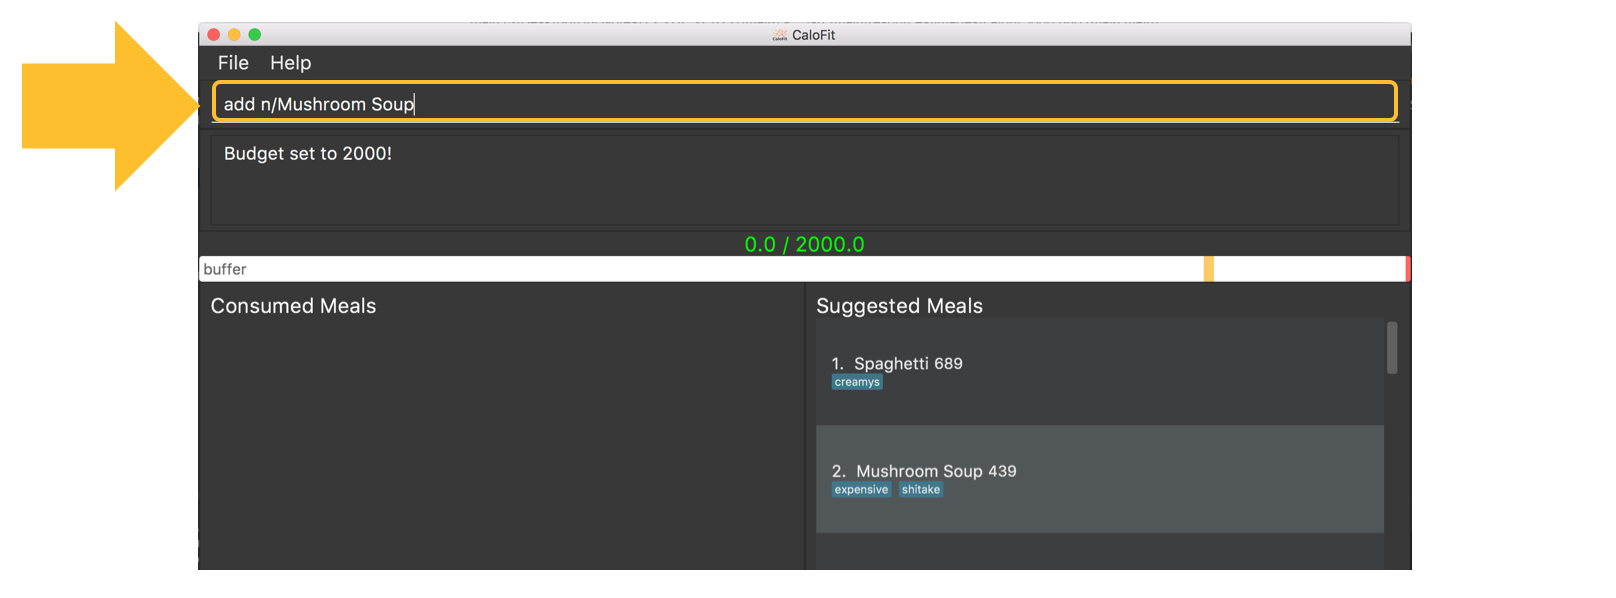 CaloFit
File Help
add n/Mushroom Soup
Budget set to 2000!
0.0 / 2000.0
buffer
Consumed Meals
Suggested Meals
1. Spaghetti 689
creamys
2. Mushroom Soup 439
expensive shitake